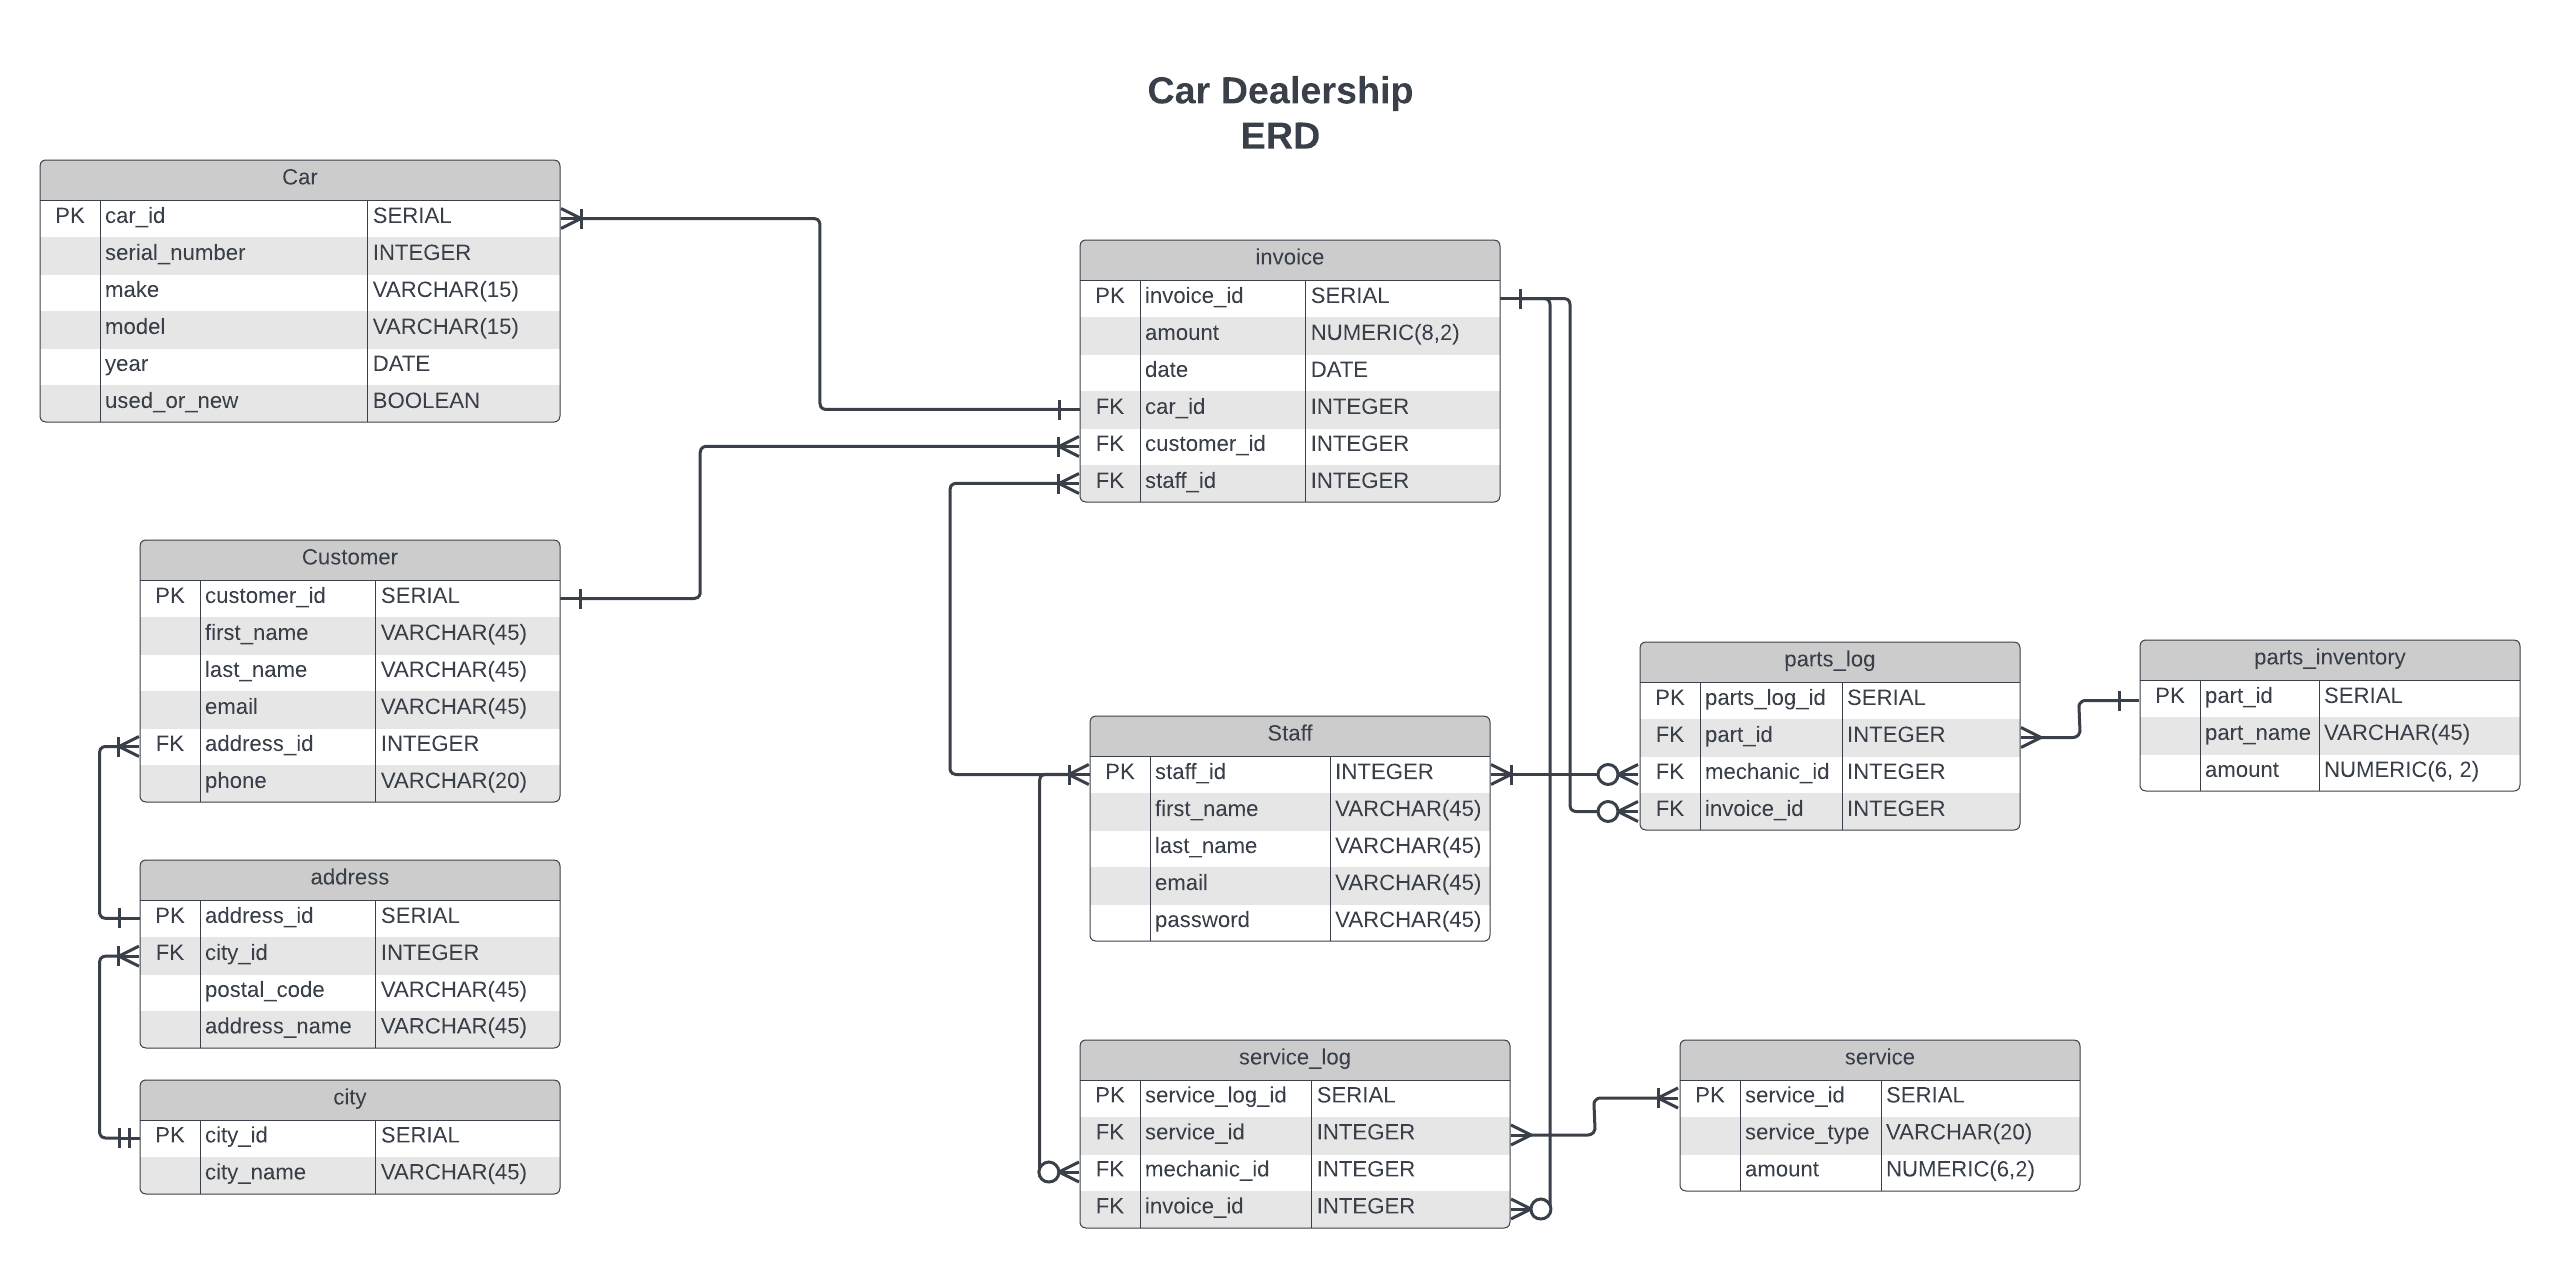 Car Dealership
ERD
Car
PK car_id SERIAL
serial_number INTEGER
make VARCHAR(15)
model VARCHAR(15)
year DATE
used_or_new BOOLEAN
invoice
PK invoice_id SERIAL
amount NUMERIC(8,2)
date DATE
FK car_id INTEGER
FK customer_id INTEGER
FK staff_id INTEGER
Customer
PK customer_id SERIAL
first_name VARCHAR(45)
last_name VARCHAR(45)
email VARCHAR(45)
FK address_id INTEGER
phone VARCHAR(20)
parts_log
PK parts_log_id SERIAL
FK part_id INTEGER
FK mechanic_id INTEGER
FK invoice_id INTEGER
parts_inventory
PK part_id SERIAL
part_name VARCHAR(45)
amount NUMERIC(6, 2)
Staff
PK staff_id INTEGER
first_name VARCHAR(45)
last_name VARCHAR(45)
email VARCHAR(45)
password VARCHAR(45)
address
PK address_id SERIAL
FK city_id INTEGER
postal_code VARCHAR(45)
address_name VARCHAR(45)
city
PK city_id SERIAL
city_name VARCHAR(45)
service_log
PK service_log_id SERIAL
FK service_id INTEGER
FK mechanic_id INTEGER
FK invoice_id INTEGER
service
PK service_id SERIAL
service_type VARCHAR(20)
amount NUMERIC(6,2)